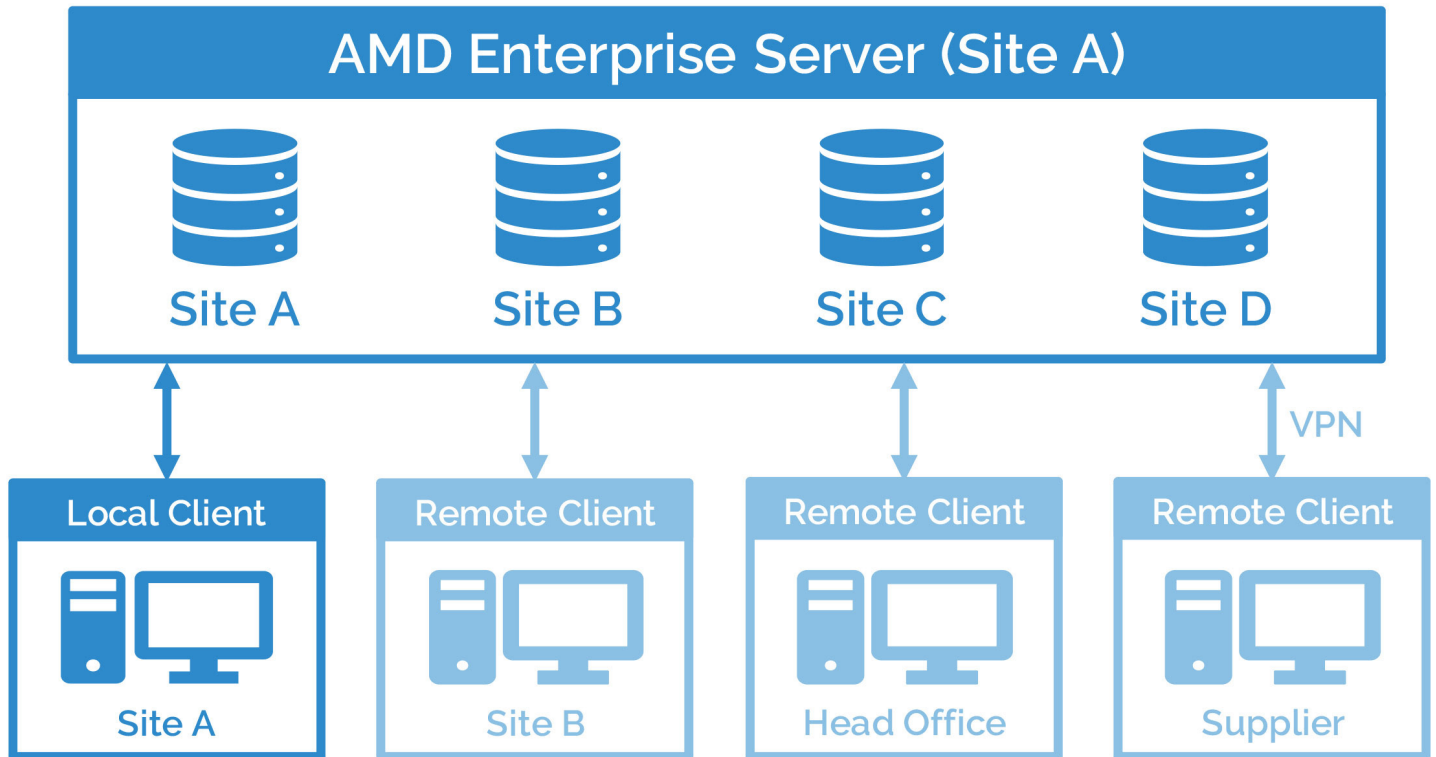 AMD Enterprise Server (Site A)
Site A
Site B
Site C
Site D
VPN
Local Client
Remote Client
Remote Client
Remote Client
Site A
Site B
Head Office
Supplier